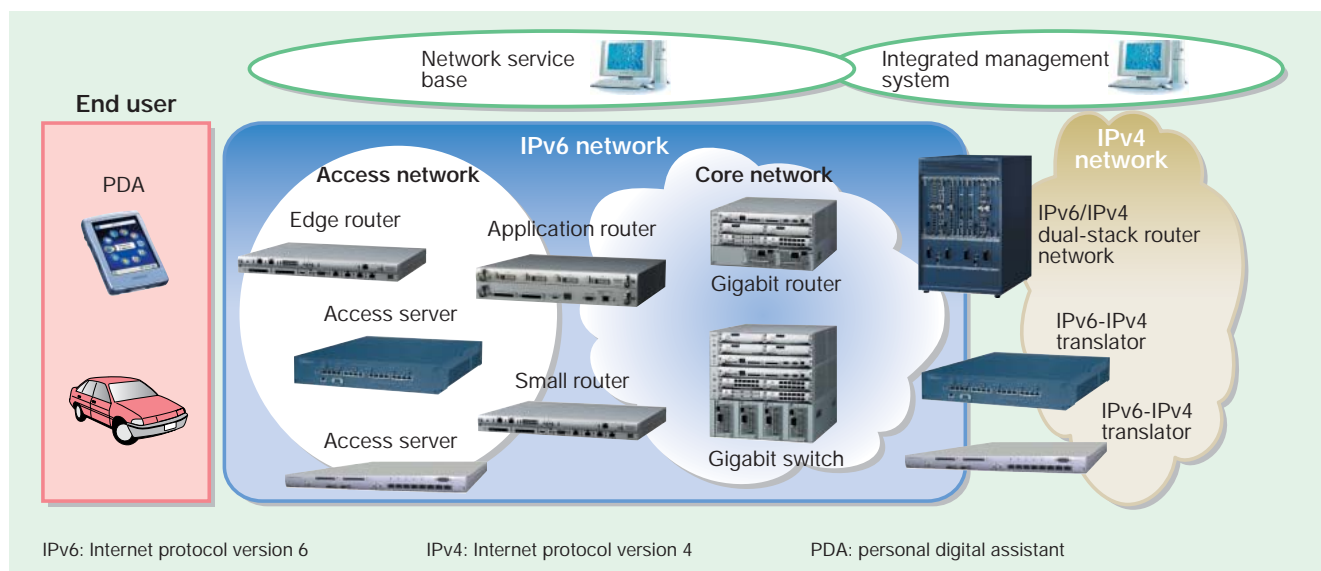 Network service
base
Integrated management
system
End user
PDA
IPv6 network
Access network
Edge router
Access server
Access server
Application router
Small router
Core network
Gigabit router
Gigabit switch
IPv4
network
IPv6/IPv4
dual-stack router
network
IPv6-IPv4
translator
IPv6-IPv4
translator
IPv6: Internet protocol version 6
IPv4: Internet protocol version 4
PDA: personal digital assistant